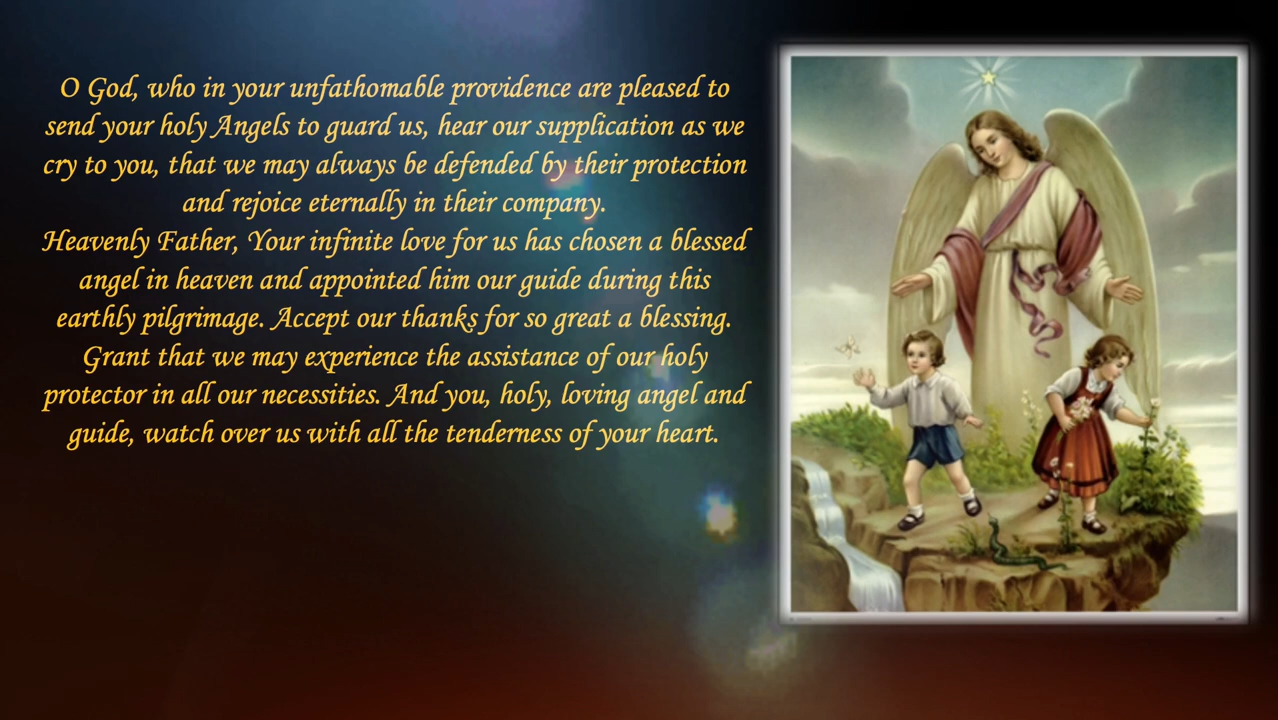 O God, who in your unfathomable providence are pleased to
send your holy Angels to guard us, hear our supplication as we
cry to you, that we may always be defended by their protection
and rejoice eternally in their company.
Heavenly Father, Your infinite love for us has chosen a blessed
angel in heaven and appointed him our guide during this
earthly pilgrimage. Accept our thanks for so great a blessing.
Grant that we may experience the assistance of our holy
protector in all our necessities. And you, holy, loving angel and
guide, watch over us with all the tenderness of your heart.